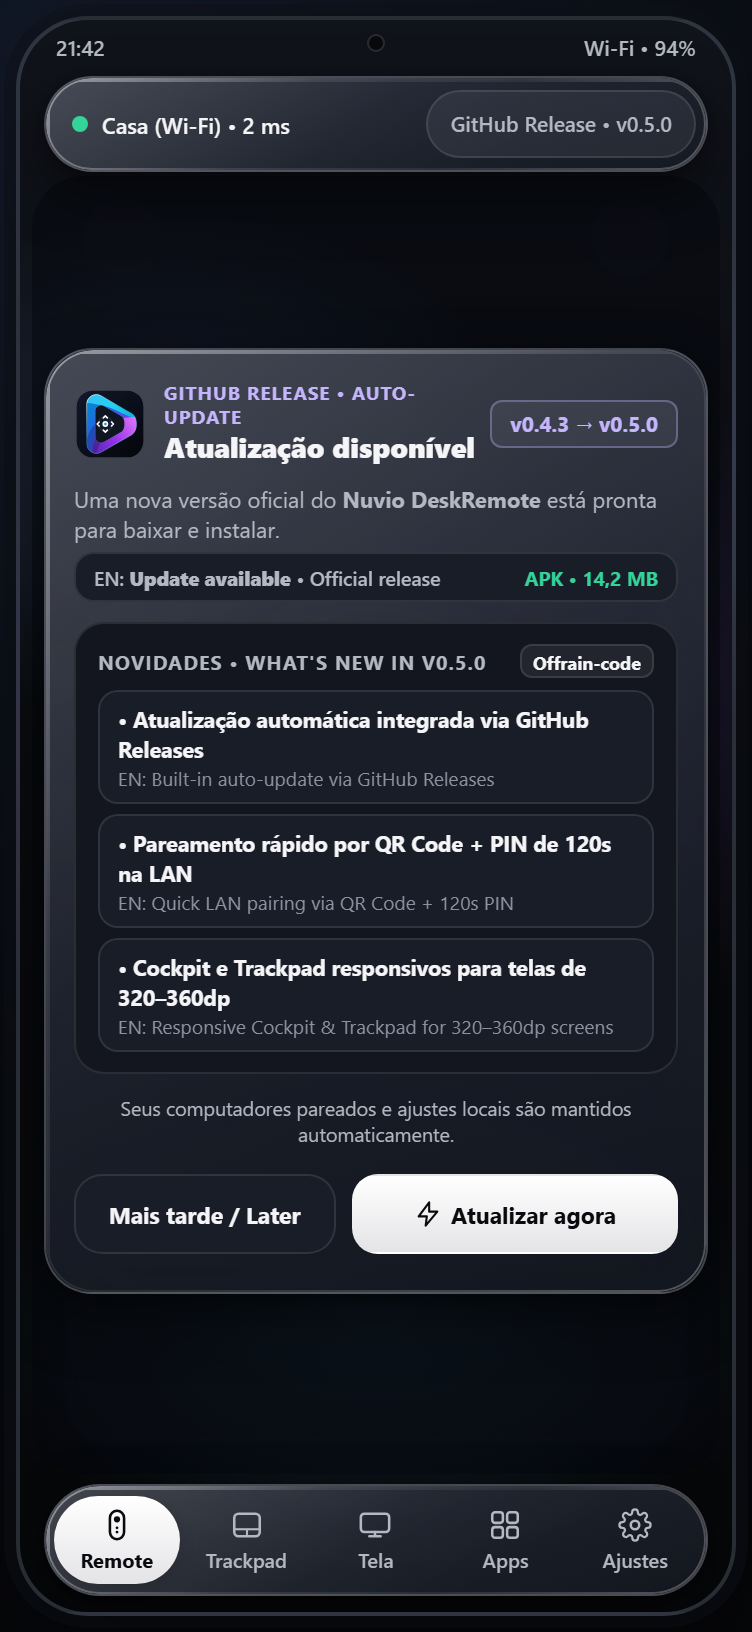 21:42
Wi-Fi • 94%
Casa (Wi-Fi) • 2 ms
GitHub Release • v0.5.0
GITHUB RELEASE • AUTO-
UPDATE
Atualização disponível
v0.4.3 → v0.5.0
Uma nova versão oficial do Nuvio DeskRemote está pronta
para baixar e instalar.
EN: Update available • Official release
APK • 14,2 MB
NOVIDADES • WHAT'S NEW IN V0.5.0
Offrain-code
• Atualização automática integrada via GitHub
Releases
EN: Built-in auto-update via GitHub Releases
• Pareamento rápido por QR Code + PIN de 120s
na LAN
EN: Quick LAN pairing via QR Code + 120s PIN
• Cockpit e Trackpad responsivos para telas de
320–360dp
EN: Responsive Cockpit & Trackpad for 320–360dp screens
Seus computadores pareados e ajustes locais são mantidos
automaticamente.
Mais tarde / Later
Atualizar agora
Remote
Trackpad
Tela
Apps
Ajustes